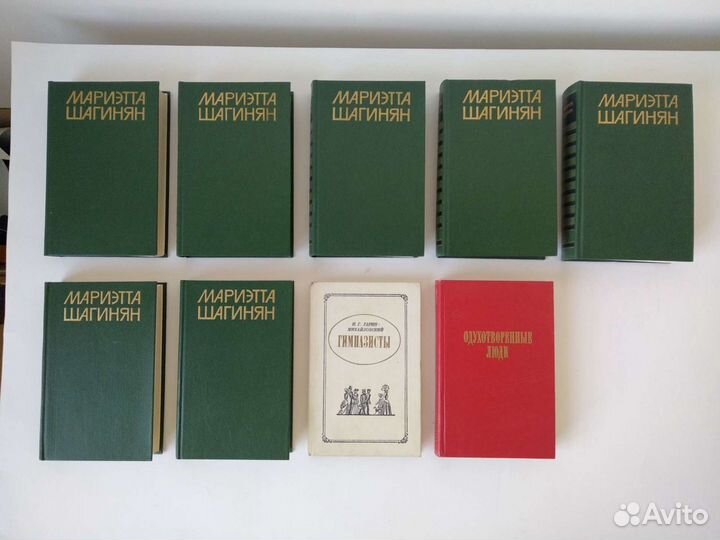 МАРИЭТТА
ШАГИНЯН
МАРИЭТТА
ШАГИНЯН
МАРИЭТТА
ШАГИНЯН
МАРИЭТТА
ШАГИНЯН
МАРИЭТТА
ШАГИНЯН
МАРИЭТТА
ШАГИНЯН
МАРИЭТТА
ШАГИНЯН
Н. Г. ГАРИН-
МИХАЙЛОВСКИЙ
ГИМНАЗИСТЫ
ОДУХОТВОРЕННЫЕ
ЛЮДИ
Avito